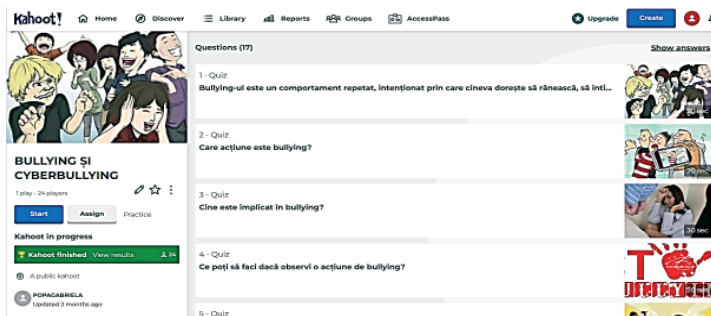 Kahoot!
Home
Discover
Library
Reports
Groups
AccessPass
Upgrade
Create
Questions (17)
Show answers
1 - Quiz
Bullying-ul este un comportament repetat, intenționat prin care cineva dorește să rănească, să inti...
30 sec
2 - Quiz
Care acțiune este bullying?
20 sec
3 - Quiz
Cine este implicat în bullying?
30 sec
4 - Quiz
Ce poți să faci dacă observi o acțiune de bullying?
20 sec
5 - Quiz
BULLYING ȘI
CYBERBULLYING
1 play · 24 players
Start
Assign
Practice
Kahoot in progress
Kahoot finished View results 24
A public kahoot
POPAGABRIELA
Updated 2 months ago